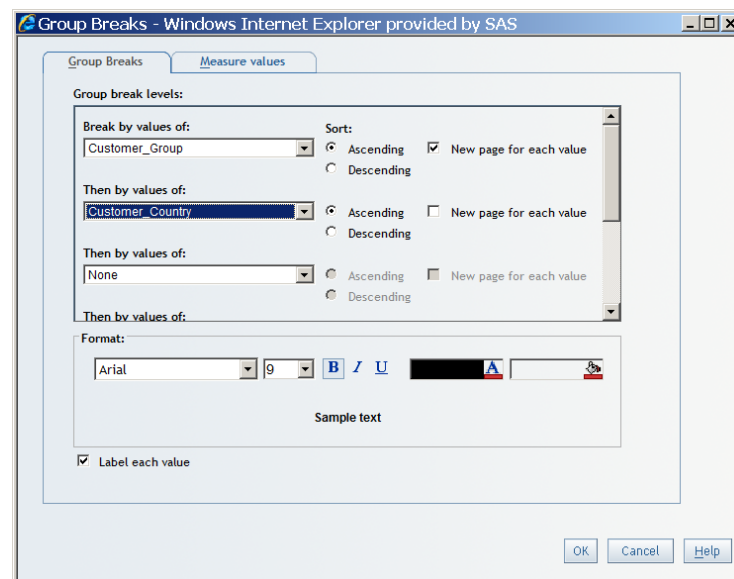 Group Breaks - Windows Internet Explorer provided by SAS
Group Breaks
Measure values
Group break levels:
Break by values of:
Sort:
Customer_Group
Ascending
New page for each value
Descending
Then by values of:
Customer_Country
Ascending
New page for each value
Descending
Then by values of:
None
Ascending
New page for each value
Descending
Then by values of:
Format:
Arial
9
B
I
U
A
Sample text
Label each value
OK
Cancel
Help